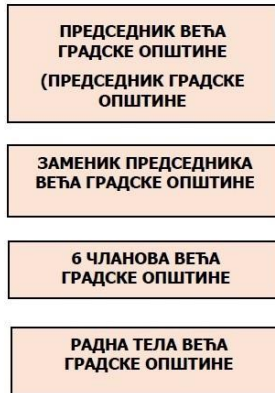 ПРЕДСЕДНИК ВЕЋА
ГРАДСКЕ ОПШТИНЕ
(ПРЕДСЕДНИК ГРАДСКЕ
ОПШТИНЕ
ЗАМЕНИК ПРЕДСЕДНИКА
ВЕЋА ГРАДСКЕ ОПШТИНЕ
6 ЧЛАНОВА ВЕЋА
ГРАДСКЕ ОПШТИНЕ
РАДНА ТЕЛА ВЕЋА
ГРАДСКЕ ОПШТИНЕ